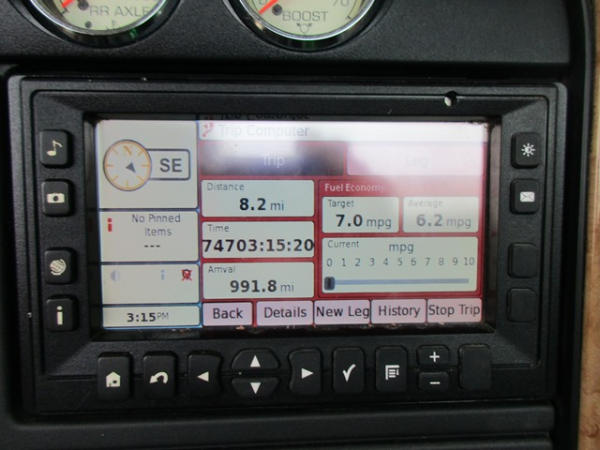 RR AXLE
BOOST
70
Trip Computer
Trip
Leg
SE
Distance
8.2 mi
Fuel Economy
Target
7.0 mpg
Average
6.2 mpg
No Pinned
Items
---
Time
74703:15:20
Current
mpg
0 1 2 3 4 5 6 7 8 9 10
Arrival
991.8 mi
3:15PM
Back
Details
New Leg
History
Stop Trip